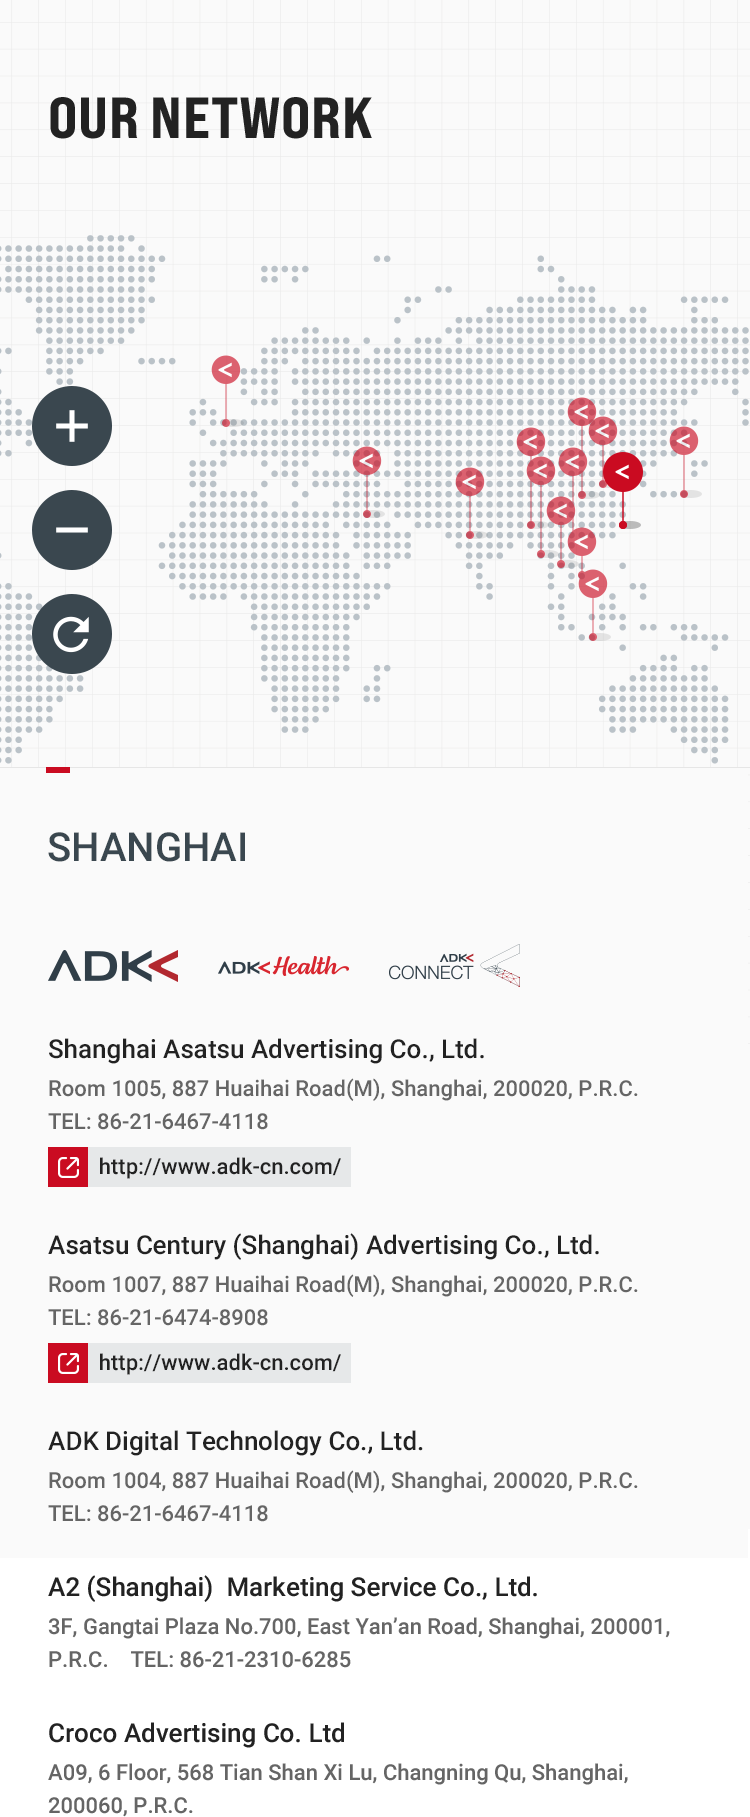 OUR NETWORK
SHANGHAI
ADK ADK Health ADK
CONNECT
Shanghai Asatsu Advertising Co., Ltd.
Room 1005, 887 Huaihai Road(M), Shanghai, 200020, P.R.C.
TEL: 86-21-6467-4118
http://www.adk-cn.com/
Asatsu Century (Shanghai) Advertising Co., Ltd.
Room 1007, 887 Huaihai Road(M), Shanghai, 200020, P.R.C.
TEL: 86-21-6474-8908
http://www.adk-cn.com/
ADK Digital Technology Co., Ltd.
Room 1004, 887 Huaihai Road(M), Shanghai, 200020, P.R.C.
TEL: 86-21-6467-4118
A2 (Shanghai)  Marketing Service Co., Ltd.
3F, Gangtai Plaza No.700, East Yan’an Road, Shanghai, 200001,
P.R.C.    TEL: 86-21-2310-6285
Croco Advertising Co. Ltd
A09, 6 Floor, 568 Tian Shan Xi Lu, Changning Qu, Shanghai,
200060, P.R.C.